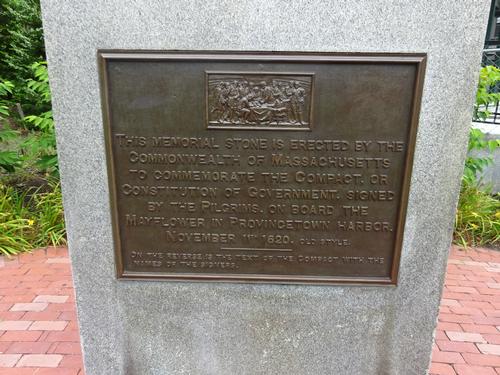 THIS MEMORIAL STONE IS ERECTED BY THE
COMMONWEALTH OF MASSACHUSETTS
TO COMMEMORATE THE COMPACT, OR
CONSTITUTION OF GOVERNMENT, SIGNED
BY THE PILGRIMS, ON BOARD THE
MAYFLOWER IN PROVINCETOWN HARBOR,
NOVEMBER 11TH 1620. OLD STYLE.
ON THE REVERSE IS THE TEXT OF THE COMPACT WITH THE
NAMES OF THE SIGNERS.